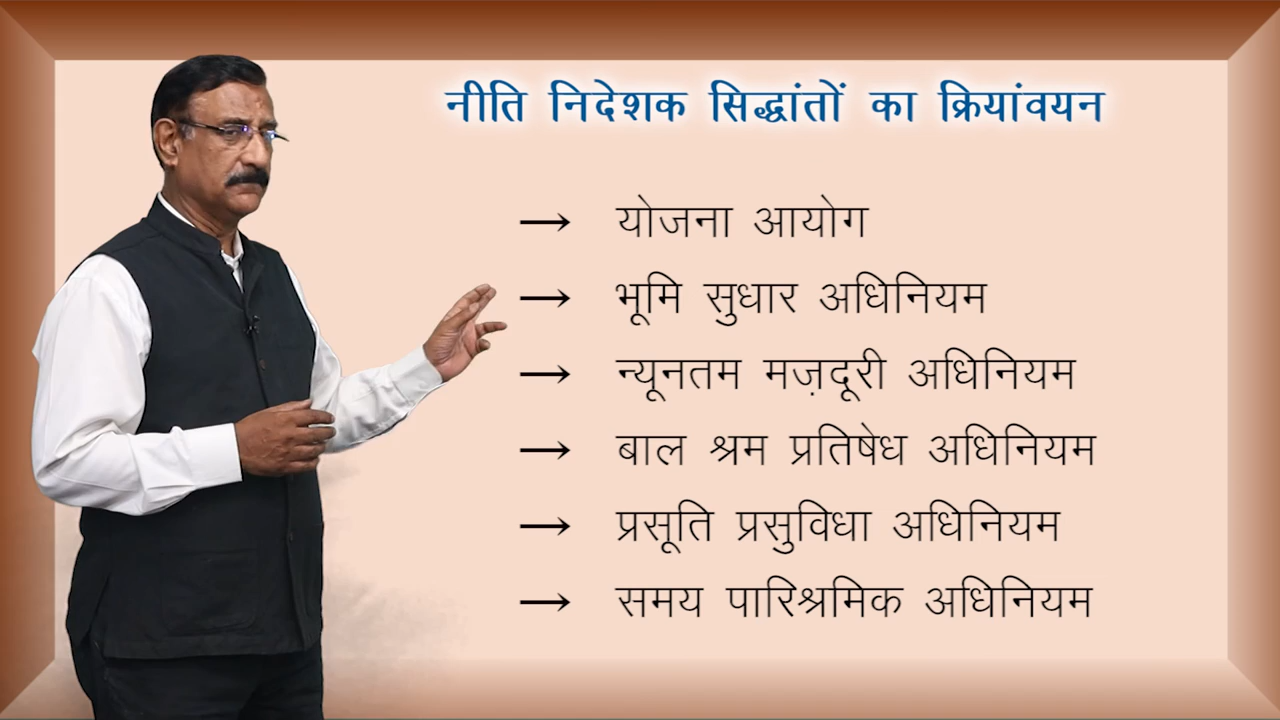 नीति निदेशक सिद्धांतों का क्रियांवयन
→ योजना आयोग
→ भूमि सुधार अधिनियम
→ न्यूनतम मज़दूरी अधिनियम
→ बाल श्रम प्रतिषेध अधिनियम
→ प्रसूति प्रसुविधा अधिनियम
→ समय पारिश्रमिक अधिनियम